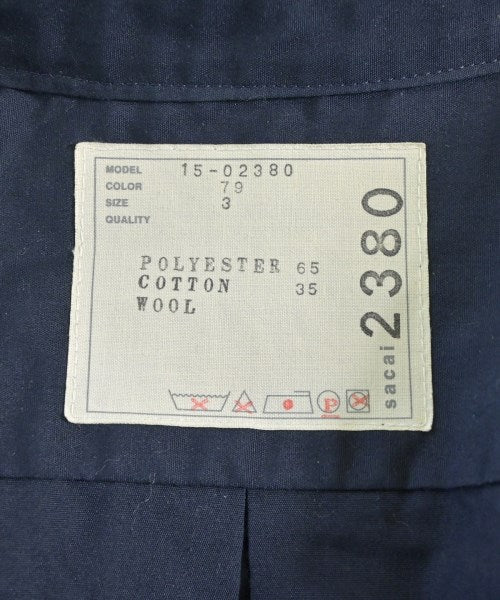 MODEL 15-02380
COLOR 79
SIZE 3
QUALITY
POLYESTER 65
COTTON 35
WOOL
P
sacai 2380